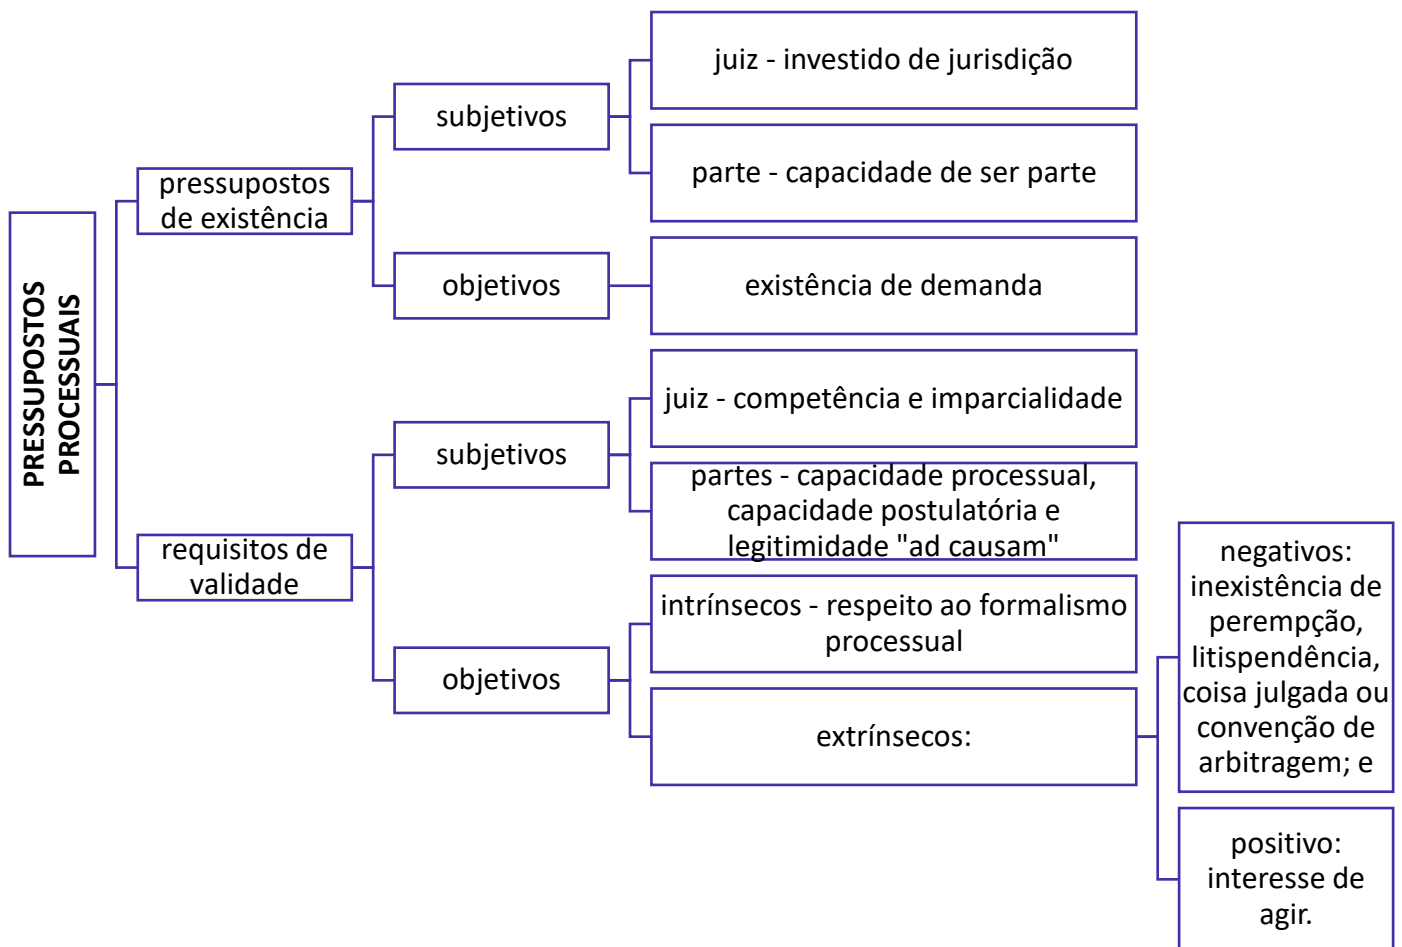 PRESSUPOSTOS
PROCESSUAIS
pressupostos
de existência
subjetivos
juiz - investido de jurisdição
parte - capacidade de ser parte
objetivos
existência de demanda
requisitos de
validade
subjetivos
juiz - competência e imparcialidade
partes - capacidade processual,
capacidade postulatória e
legitimidade "ad causam"
objetivos
intrínsecos - respeito ao formalismo
processual
extrínsecos:
negativos:
inexistência de
perempção,
litispendência,
coisa julgada ou
convenção de
arbitragem; e
positivo:
interesse de
agir.